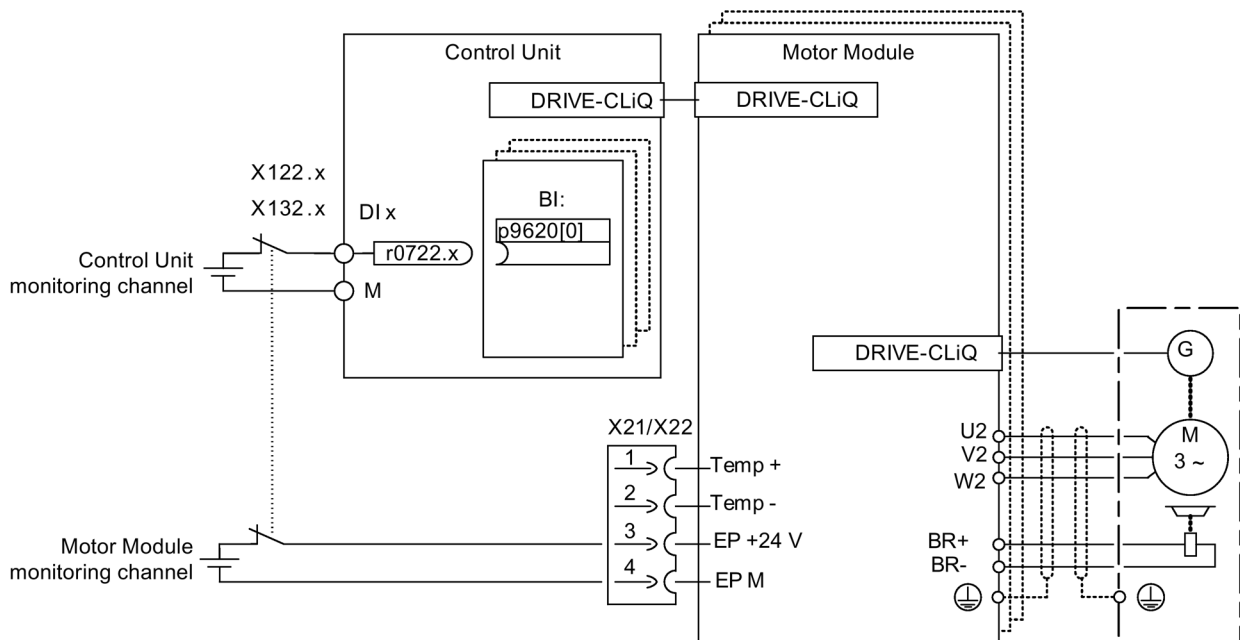 Control Unit
Motor Module
DRIVE-CLiQ
DRIVE-CLiQ
X122.x
X132.x
DI x
BI:
p9620[0]
r0722.x
Control Unit
monitoring channel
M
DRIVE-CLiQ
G
X21/X22
U2
V2
W2
M
3 ~
1
Temp +
2
Temp -
3
EP +24 V
4
EP M
BR+
BR-
Motor Module
monitoring channel